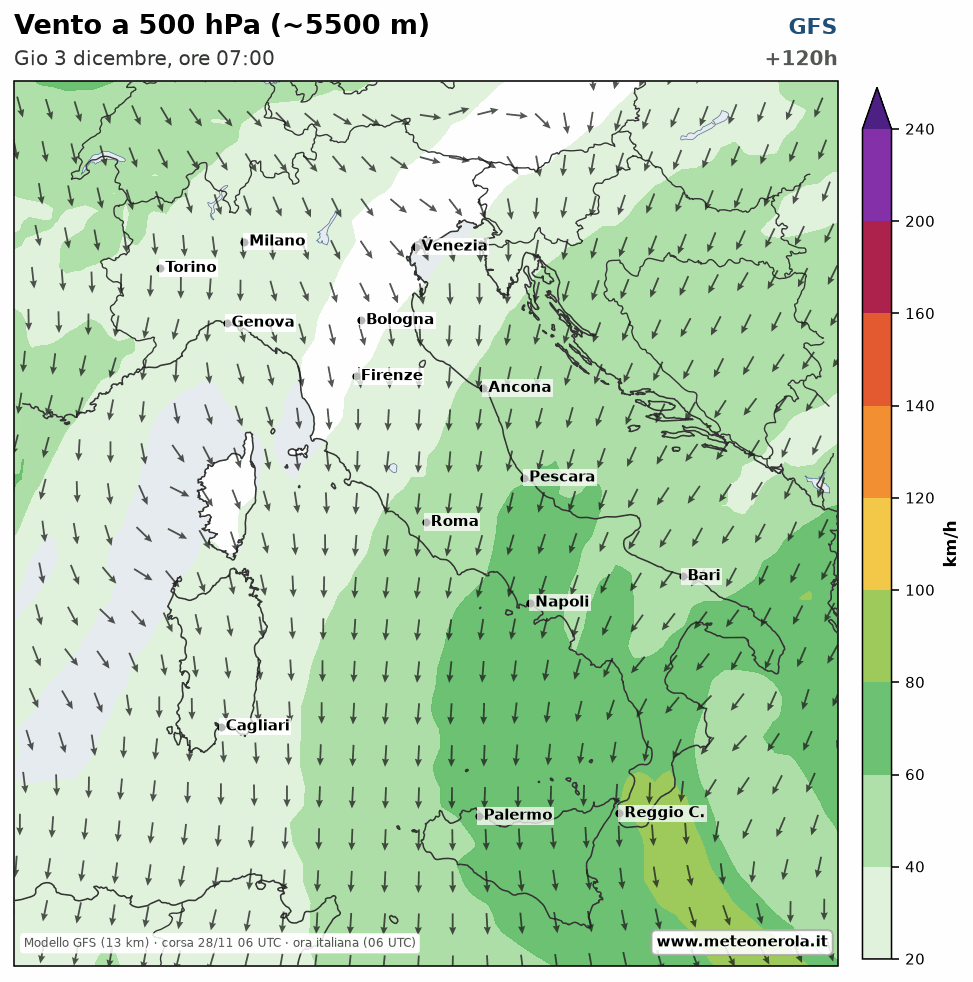 Vento a 500 hPa (~5500 m)
GFS
Gio 3 dicembre, ore 07:00
+120h
Milano
Venezia
Torino
Genova
Bologna
Firenze
Ancona
Pescara
Roma
Bari
Napoli
Cagliari
Palermo
Reggio C.
240
200
160
140
120
100
80
60
40
20
km/h
Modello GFS (13 km) · corsa 28/11 06 UTC · ora italiana (06 UTC)
www.meteonerola.it